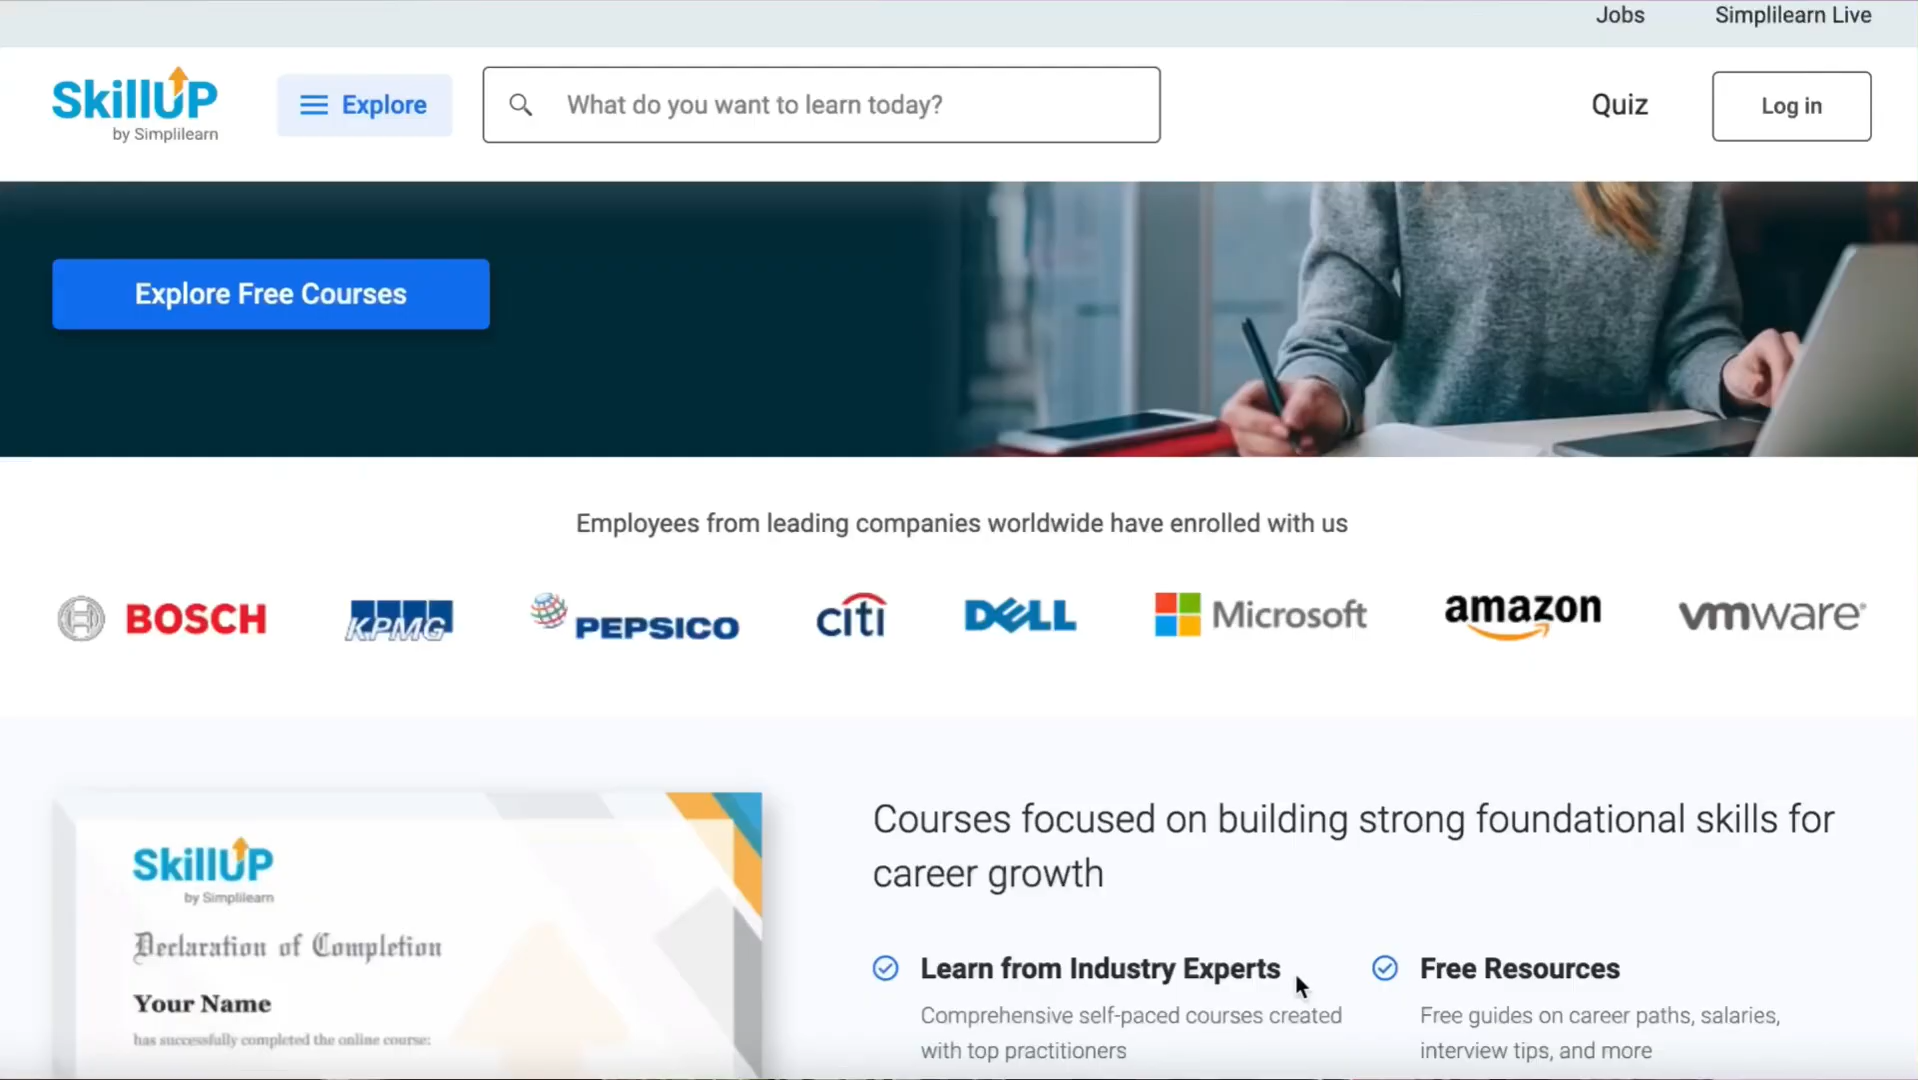 Jobs
Simplilearn Live
SkillUP
by Simplilearn
Explore
What do you want to learn today?
Quiz
Log in
Explore Free Courses
Employees from leading companies worldwide have enrolled with us
BOSCH
KPMG
PEPSICO
citi
DELL
Microsoft
amazon
vmware®
SkillUP
by Simplilearn
Declaration of Completion
Your Name
has successfully completed the online course:
Courses focused on building strong foundational skills for
career growth
Learn from Industry Experts
Comprehensive self-paced courses created
with top practitioners
Free Resources
Free guides on career paths, salaries,
interview tips, and more